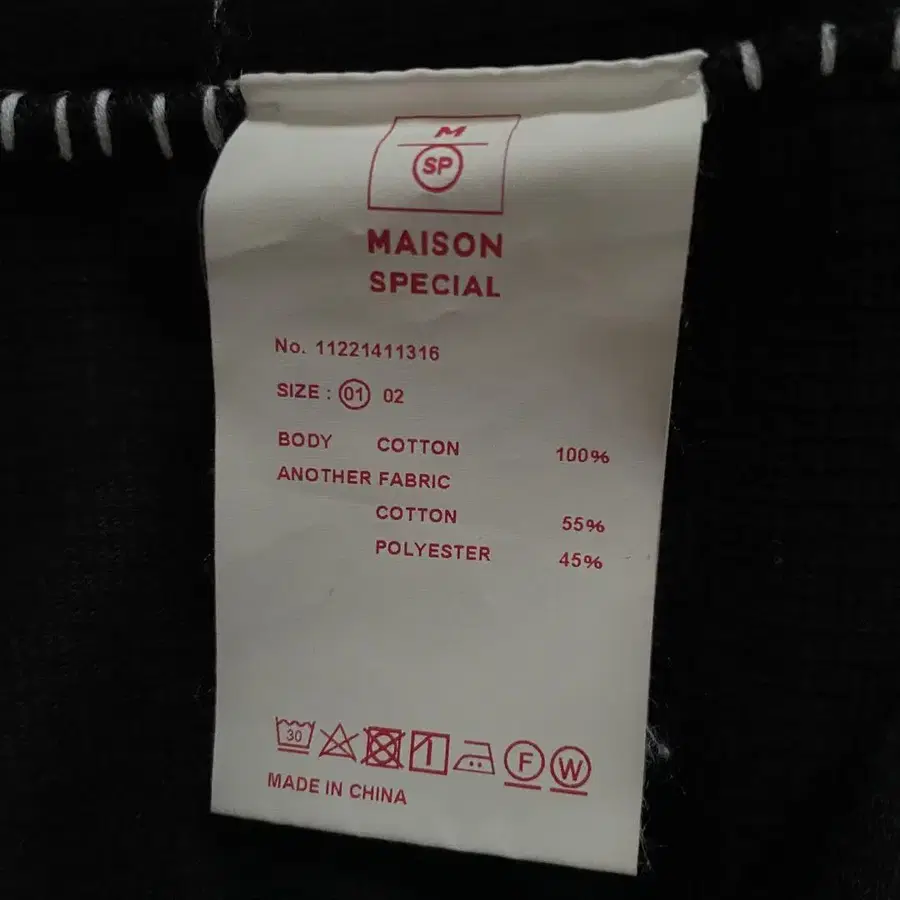 M
SP
MAISON
SPECIAL
No. 11221411316
SIZE : 01 02
BODY COTTON 100%
ANOTHER FABRIC
COTTON 55%
POLYESTER 45%
30 F W
MADE IN CHINA